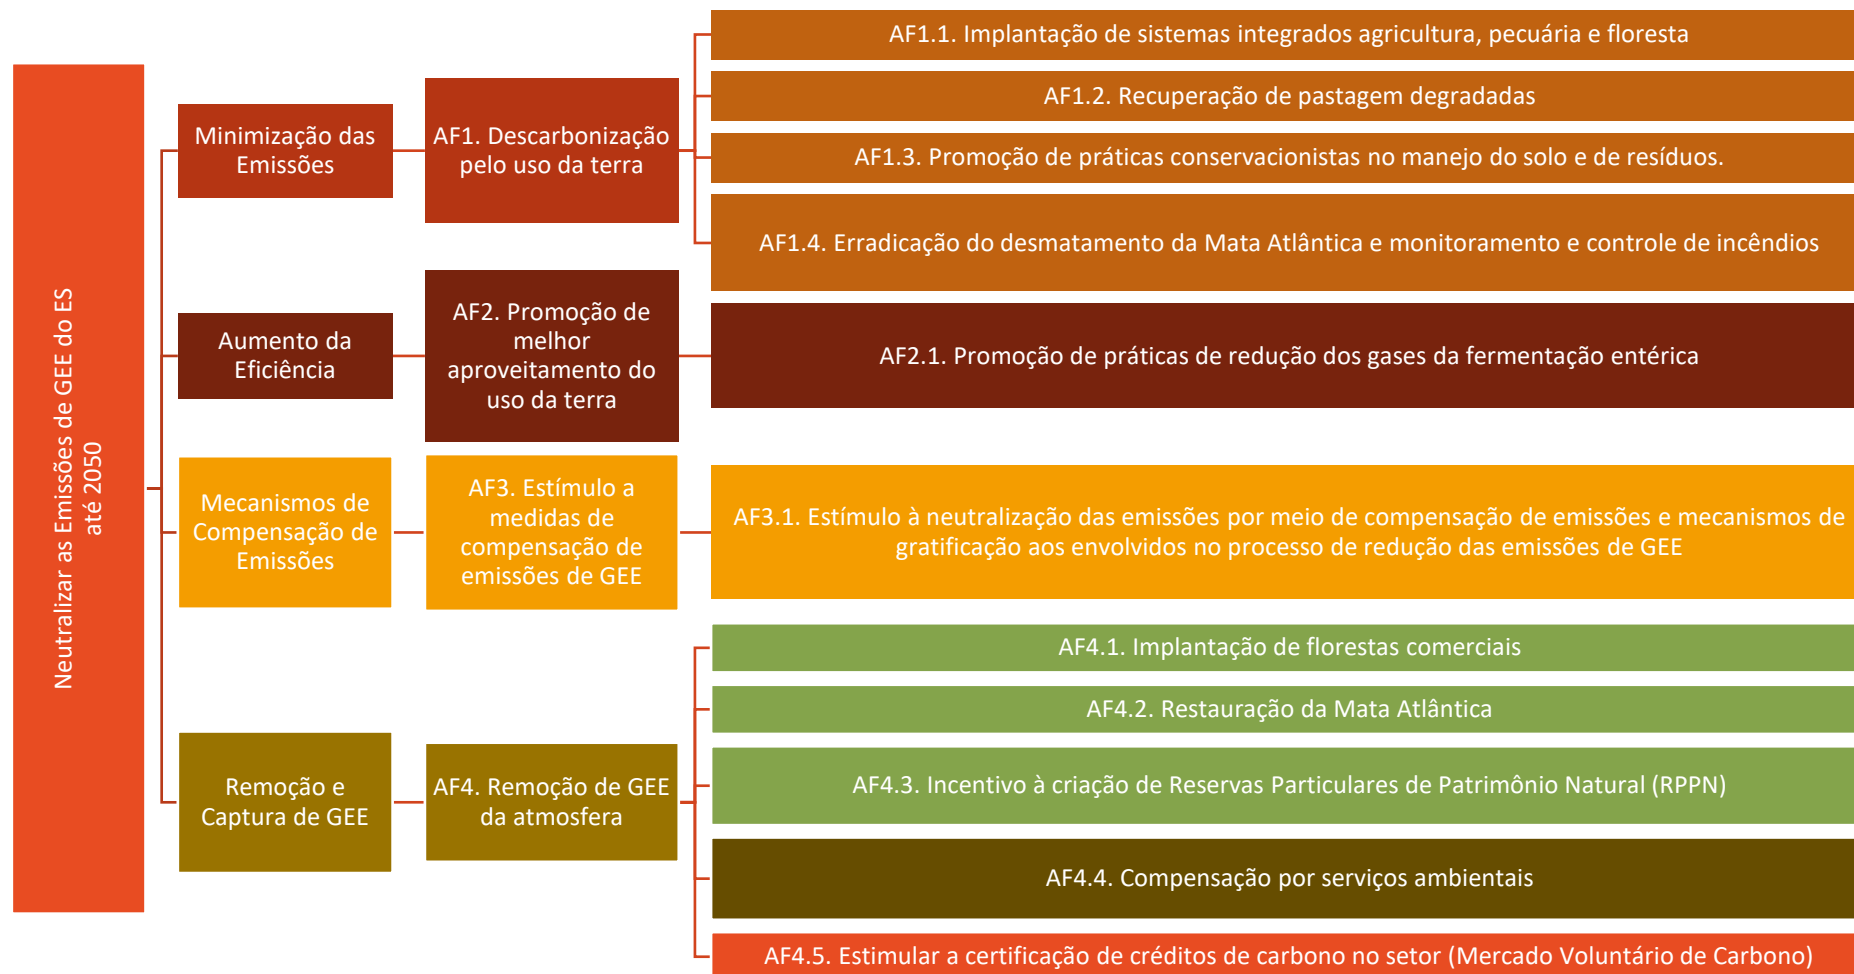 Neutralizar as Emissões de GEE do ES
até 2050
Minimização das
Emissões
AF1. Descarbonização
pelo uso da terra
AF1.1. Implantação de sistemas integrados agricultura, pecuária e floresta
AF1.2. Recuperação de pastagem degradadas
AF1.3. Promoção de práticas conservacionistas no manejo do solo e de resíduos.
AF1.4. Erradicação do desmatamento da Mata Atlântica e monitoramento e controle de incêndios
Aumento da
Eficiência
AF2. Promoção de
melhor
aproveitamento do
uso da terra
AF2.1. Promoção de práticas de redução dos gases da fermentação entérica
Mecanismos de
Compensação de
Emissões
AF3. Estímulo a
medidas de
compensação de
emissões de GEE
AF3.1. Estímulo à neutralização das emissões por meio de compensação de emissões e mecanismos de
gratificação aos envolvidos no processo de redução das emissões de GEE
Remoção e
Captura de GEE
AF4. Remoção de GEE
da atmosfera
AF4.1. Implantação de florestas comerciais
AF4.2. Restauração da Mata Atlântica
AF4.3. Incentivo à criação de Reservas Particulares de Patrimônio Natural (RPPN)
AF4.4. Compensação por serviços ambientais
AF4.5. Estimular a certificação de créditos de carbono no setor (Mercado Voluntário de Carbono)